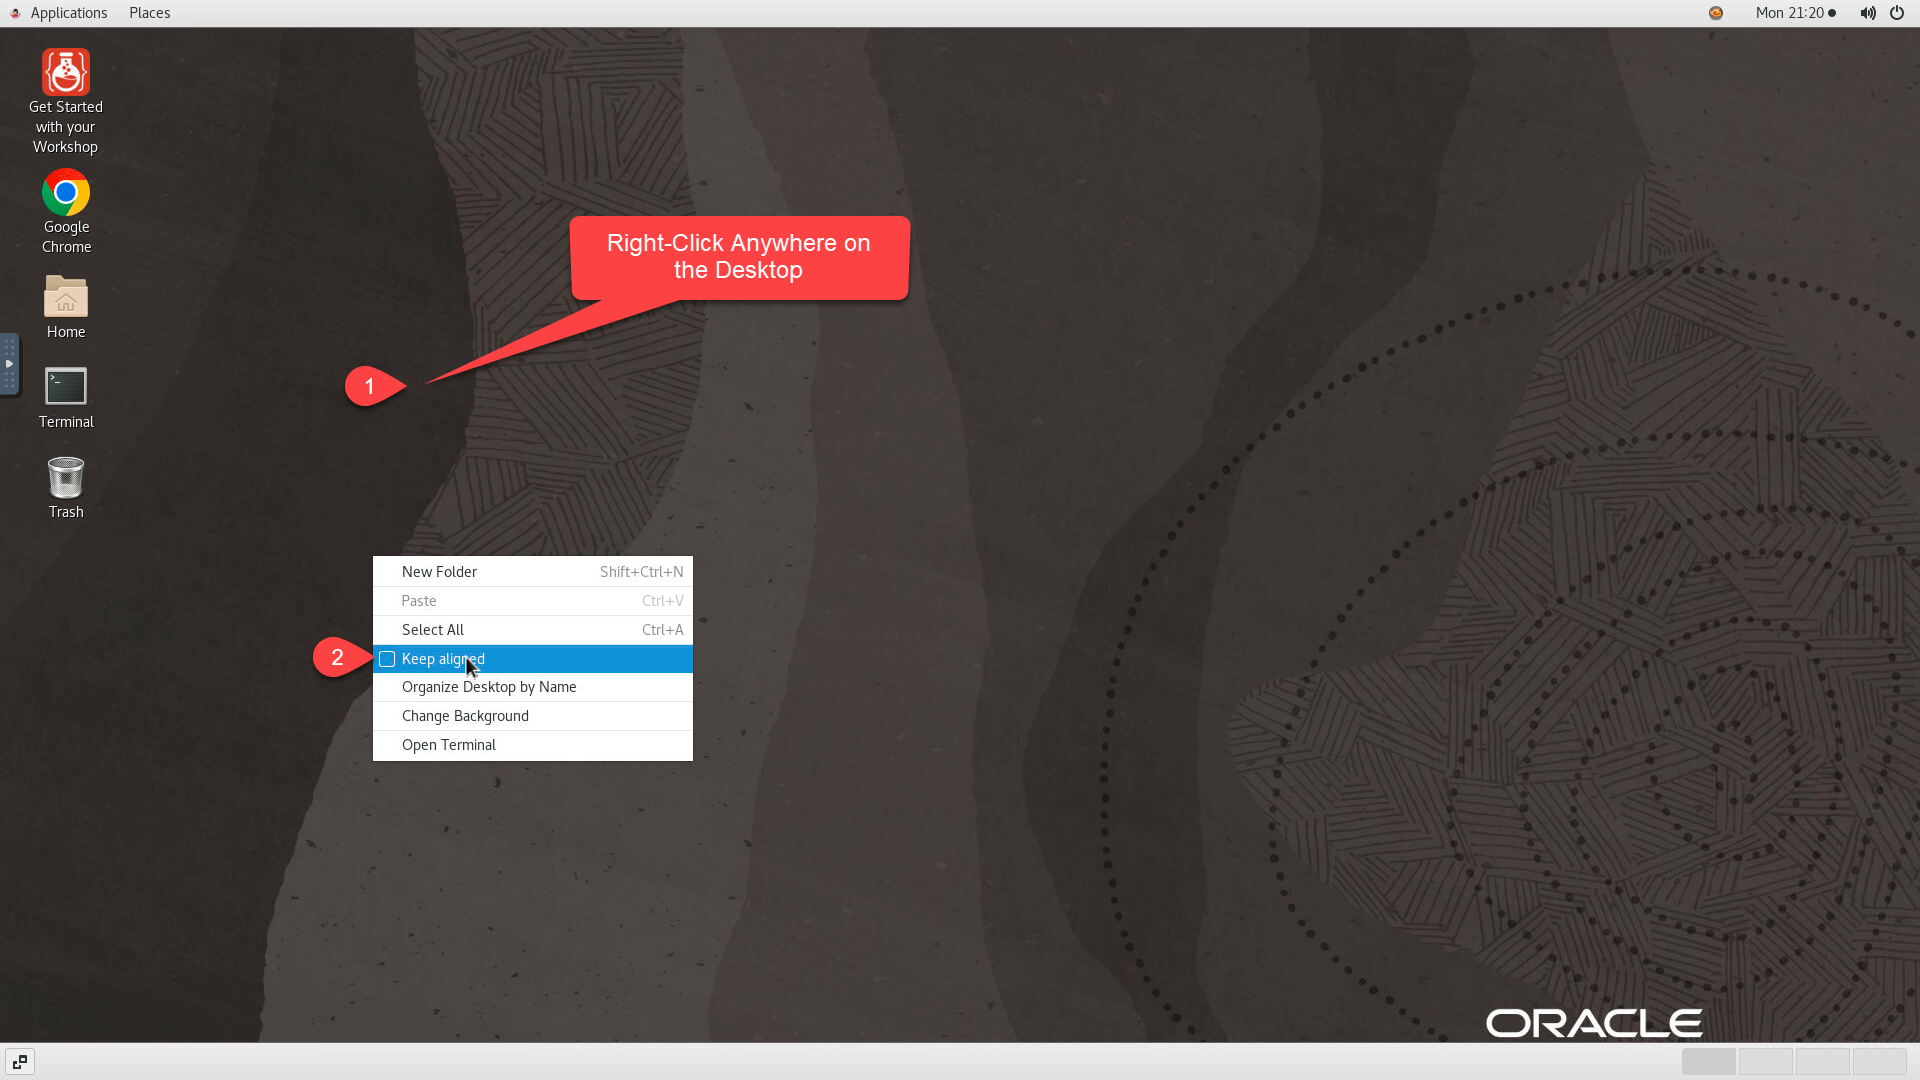 Applications Places Mon 21:20
Get Started
with your
Workshop
Google
Chrome
Home
>_
Terminal
Trash
Right-Click Anywhere on
the Desktop
1
New Folder Shift+Ctrl+N
Paste Ctrl+V
Select All Ctrl+A
2 Keep aligned
Organize Desktop by Name
Change Background
Open Terminal
ORACLE